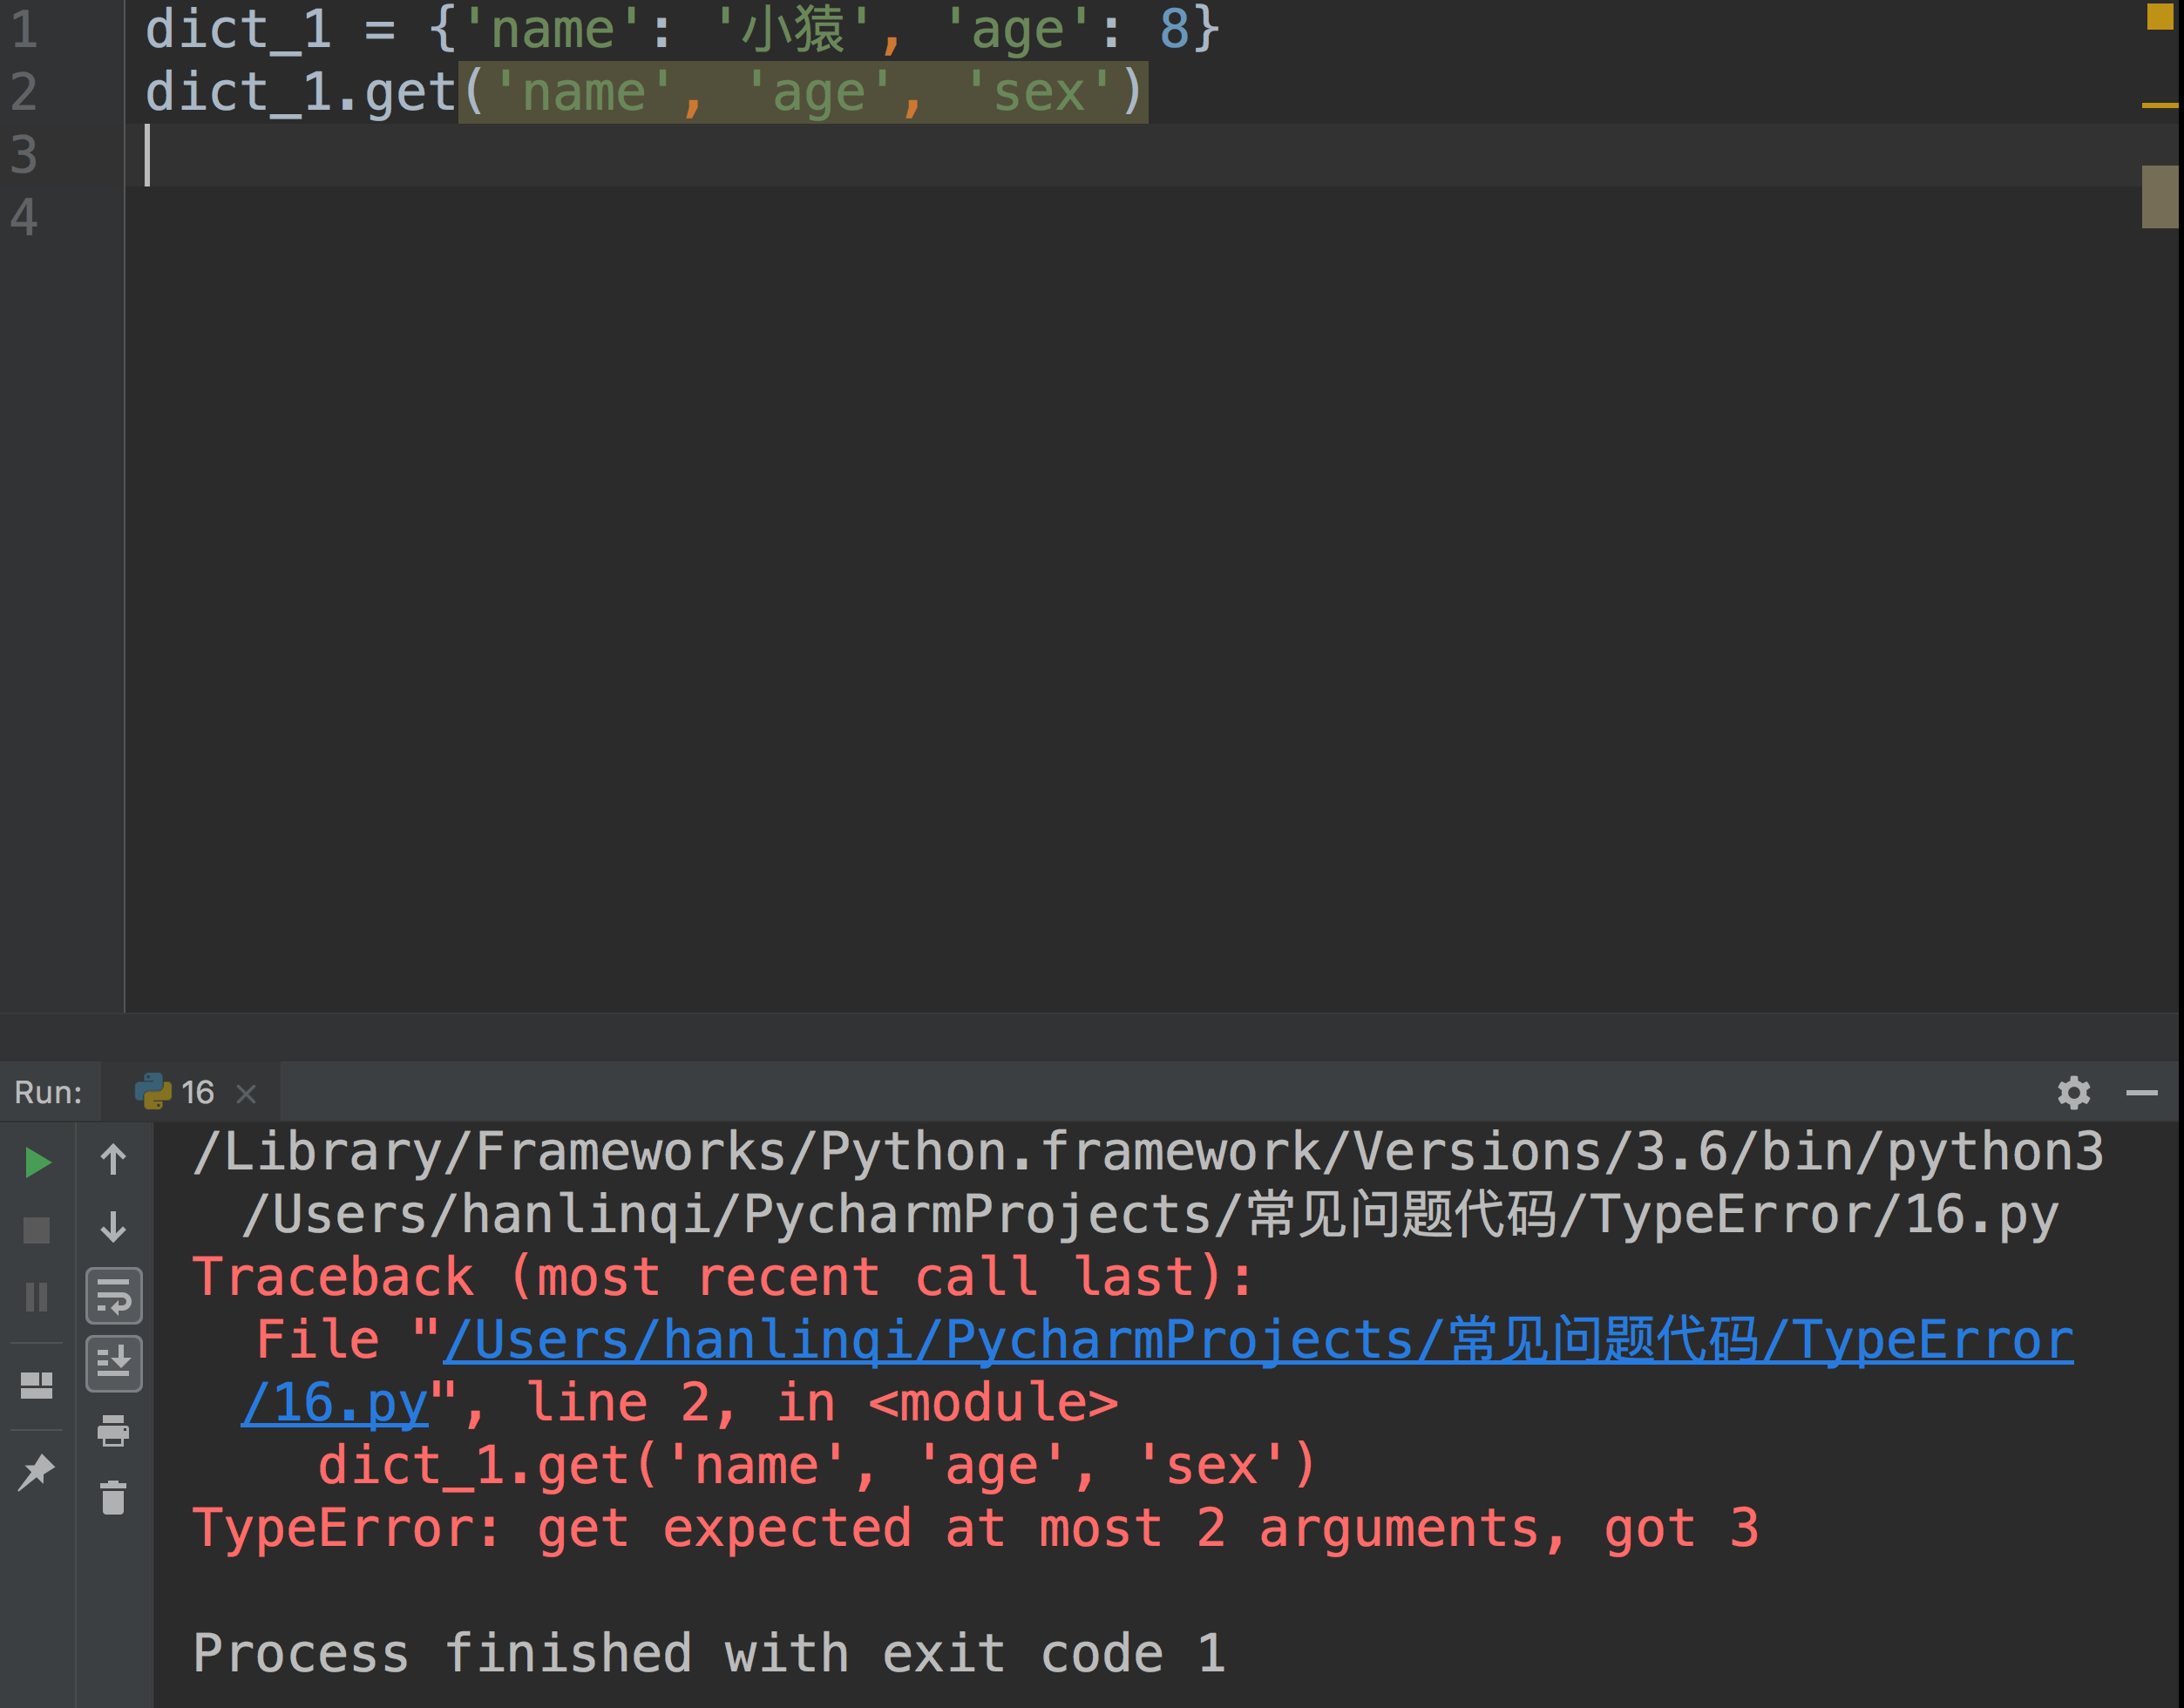 1 dict_1 = {'name': '小猿', 'age': 8}
2 dict_1.get('name', 'age', 'sex')
3
4
Run: 16
/Library/Frameworks/Python.framework/Versions/3.6/bin/python3
/Users/hanlinqi/PycharmProjects/常见问题代码/TypeError/16.py
Traceback (most recent call last):
File "/Users/hanlinqi/PycharmProjects/常见问题代码/TypeError
/16.py", line 2, in <module>
dict_1.get('name', 'age', 'sex')
TypeError: get expected at most 2 arguments, got 3
Process finished with exit code 1